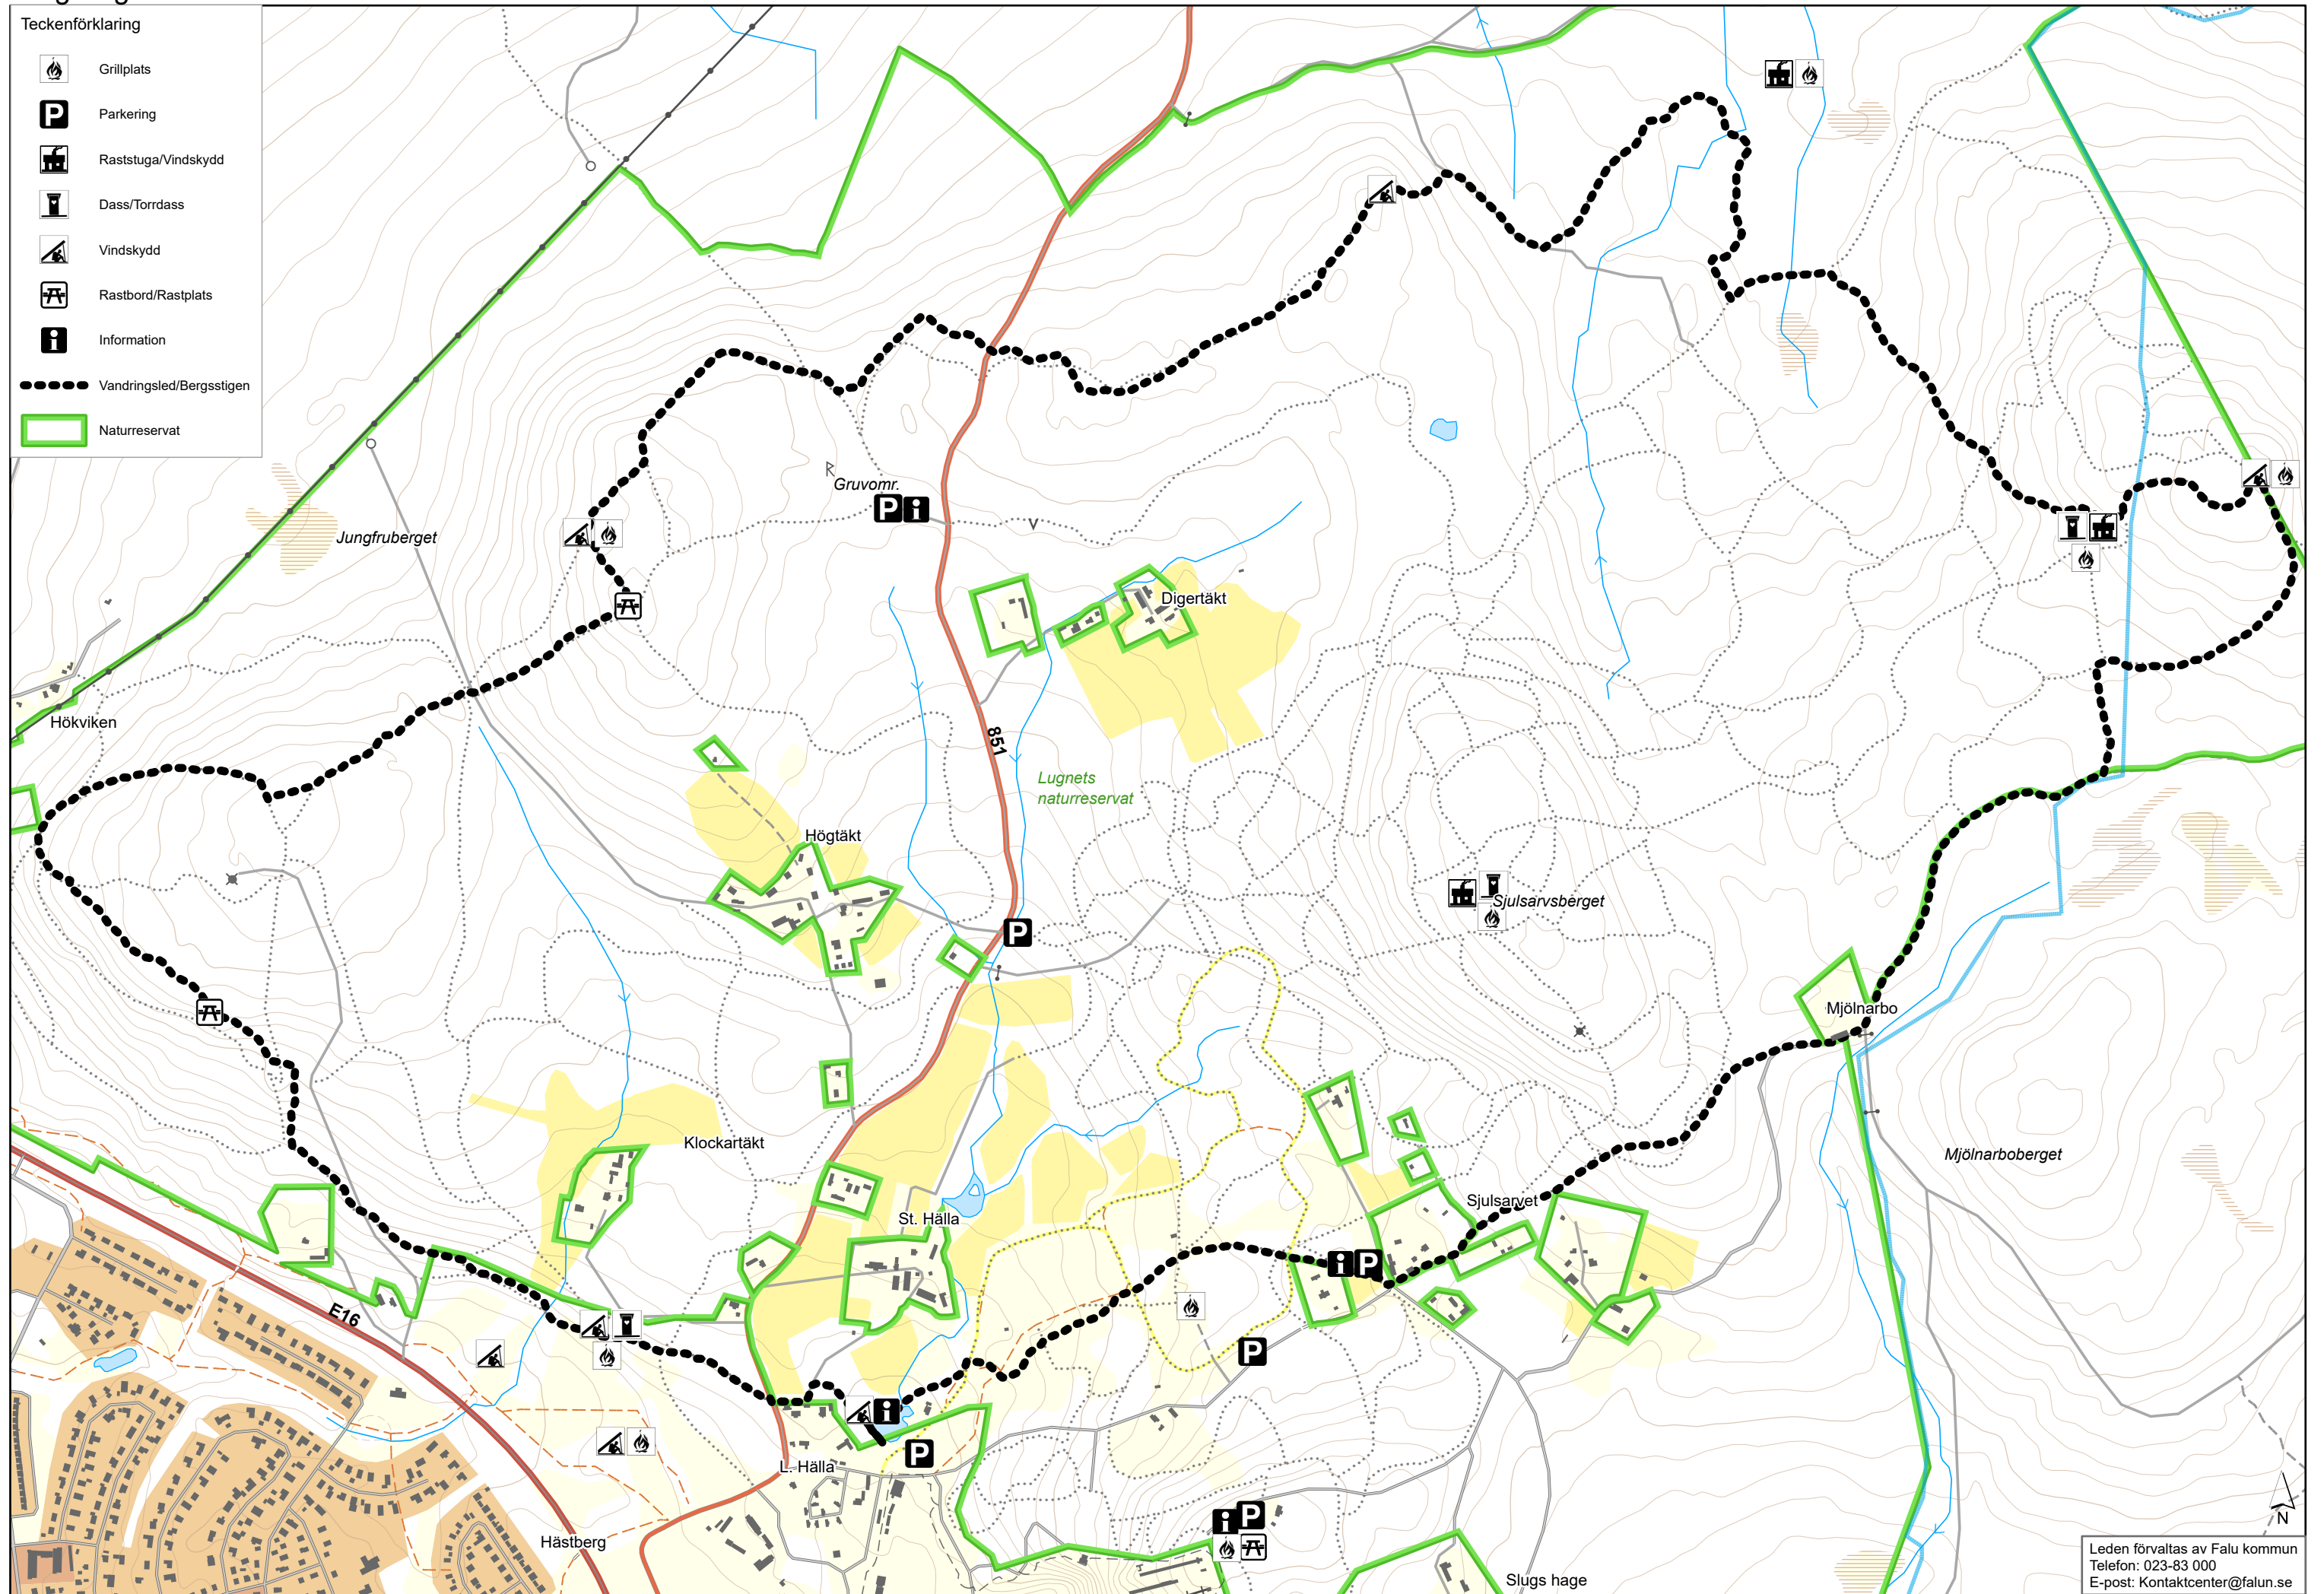 Teckenförklaring
Grillplats
P
Parkering
Raststuga/Vindskydd
Dass/Torrdass
Vindskydd
Rastbord/Rastplats
i
Information
Vandringsled/Bergsstigen
Naturreservat
R
Gruvomr.
P i
V
Jungfruberget
Digertäkt
Hökviken
851
Lugnets
naturreservat
Högtäkt
P
Sjulsarvsberget
Mjölnarbo
Klockartäkt
Mjölnarboberget
St. Hälla
Sjulsarvet
i P
E16
P
i
P
L. Hälla
Hästberg
i P
Slugs hage
N
Leden förvaltas av Falu kommun
Telefon: 023-83 000
E-post: Kontaktcenter@falun.se